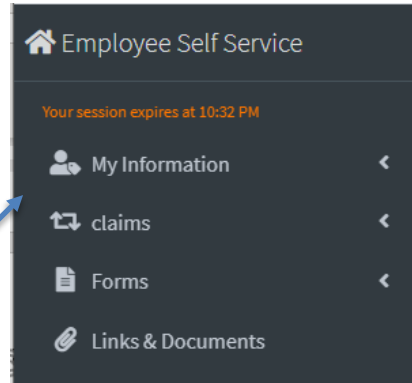 Employee Self Service
Your session expires at 10:32 PM
My Information
claims
Forms
Links & Documents